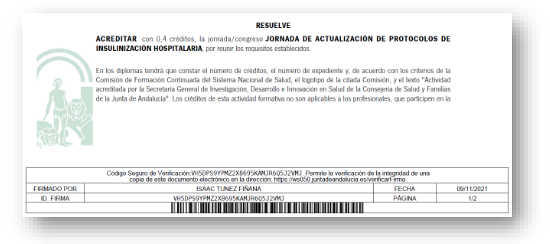 RESUELVE
ACREDITAR con 0,4 créditos, la jornada/congreso JORNADA DE ACTUALIZACIÓN DE PROTOCOLOS DE
INSULINIZACIÓN HOSPITALARIA, por reunir los requisitos establecidos.
En los diplomas tendrá que constar el número de creditos, el número de expediente y, de acuerdo con los criterios de la
Comisión de Formación Continuada del Sistema Nacional de Salud, el logotipo de la citada Comisión, y el texto "Actividad
acreditada por la Secretaría General de Investigación, Desarrollo e Innovación en Salud de la Consejería de Salud y Familias
de la Junta de Andalucía". Los créditos de esta actividad formativa no son aplicables a los profesionales, que participen en la
Código Seguro de Verificación:VH5DPS9YPMZ2X8695KAMJR6Q5J2VMJ. Permite la verificación de la integridad de una
copia de este documento electrónico en la dirección: https://ws050.juntadeandalucia.es/verificarFirma
FIRMADO POR ISAAC TUNEZ FIÑANA FECHA 09/11/2021
ID. FIRMA VH5DPS9YPMZ2X8695KAMJR6Q5J2VMJ PÁGINA 1/2